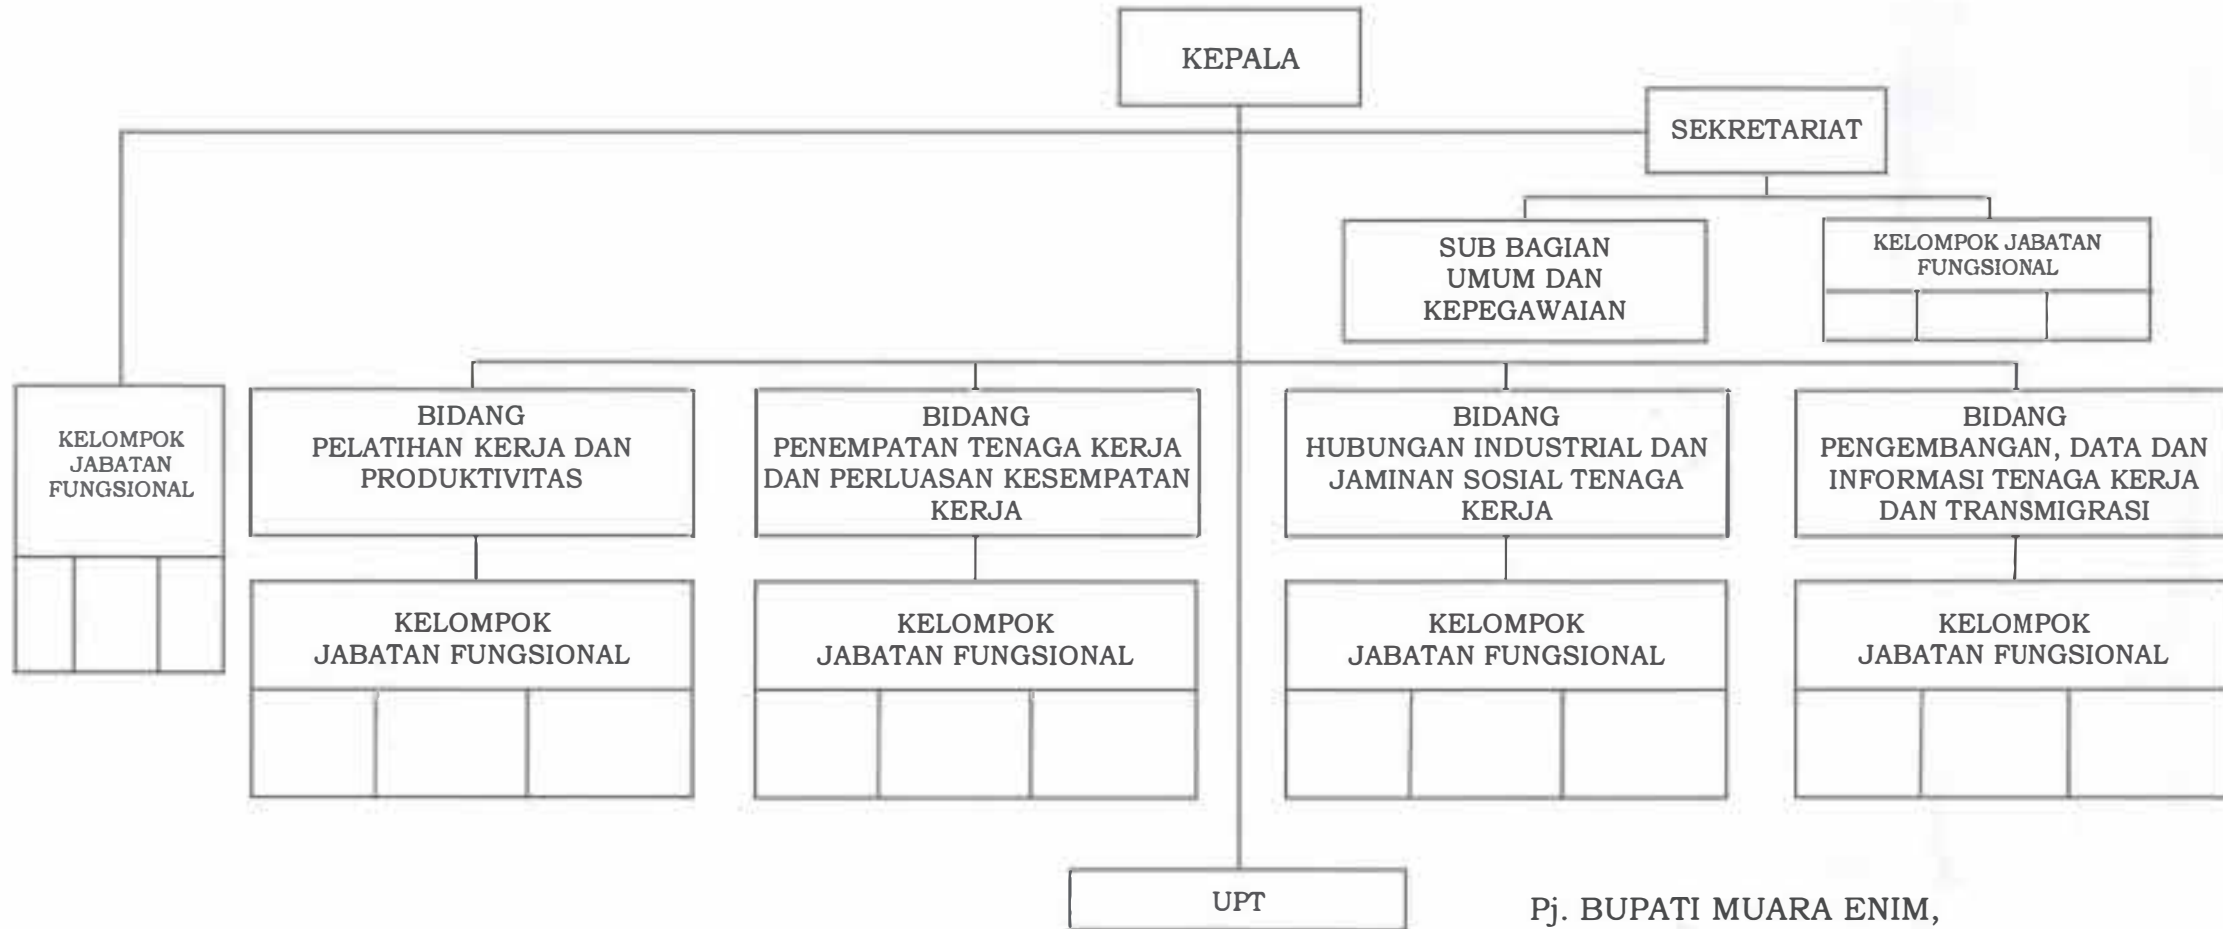 KEPALA
SEKRETARIAT
SUB BAGIAN
UMUM DAN
KEPEGAWAIAN
KELOMPOK JABATAN
FUNGSIONAL
KELOMPOK
JABATAN
FUNGSIONAL
BIDANG
PELATIHAN KERJA DAN
PRODUKTIVITAS
BIDANG
PENEMPATAN TENAGA KERJA
DAN PERLUASAN KESEMPATAN
KERJA
BIDANG
HUBUNGAN INDUSTRIAL DAN
JAMINAN SOSIAL TENAGA
KERJA
BIDANG
PENGEMBANGAN, DATA DAN
INFORMASI TENAGA KERJA
DAN TRANSMIGRASI
KELOMPOK
JABATAN FUNGSIONAL
KELOMPOK
JABATAN FUNGSIONAL
KELOMPOK
JABATAN FUNGSIONAL
KELOMPOK
JABATAN FUNGSIONAL
UPT
Pj. BUPATI MUARA ENIM,